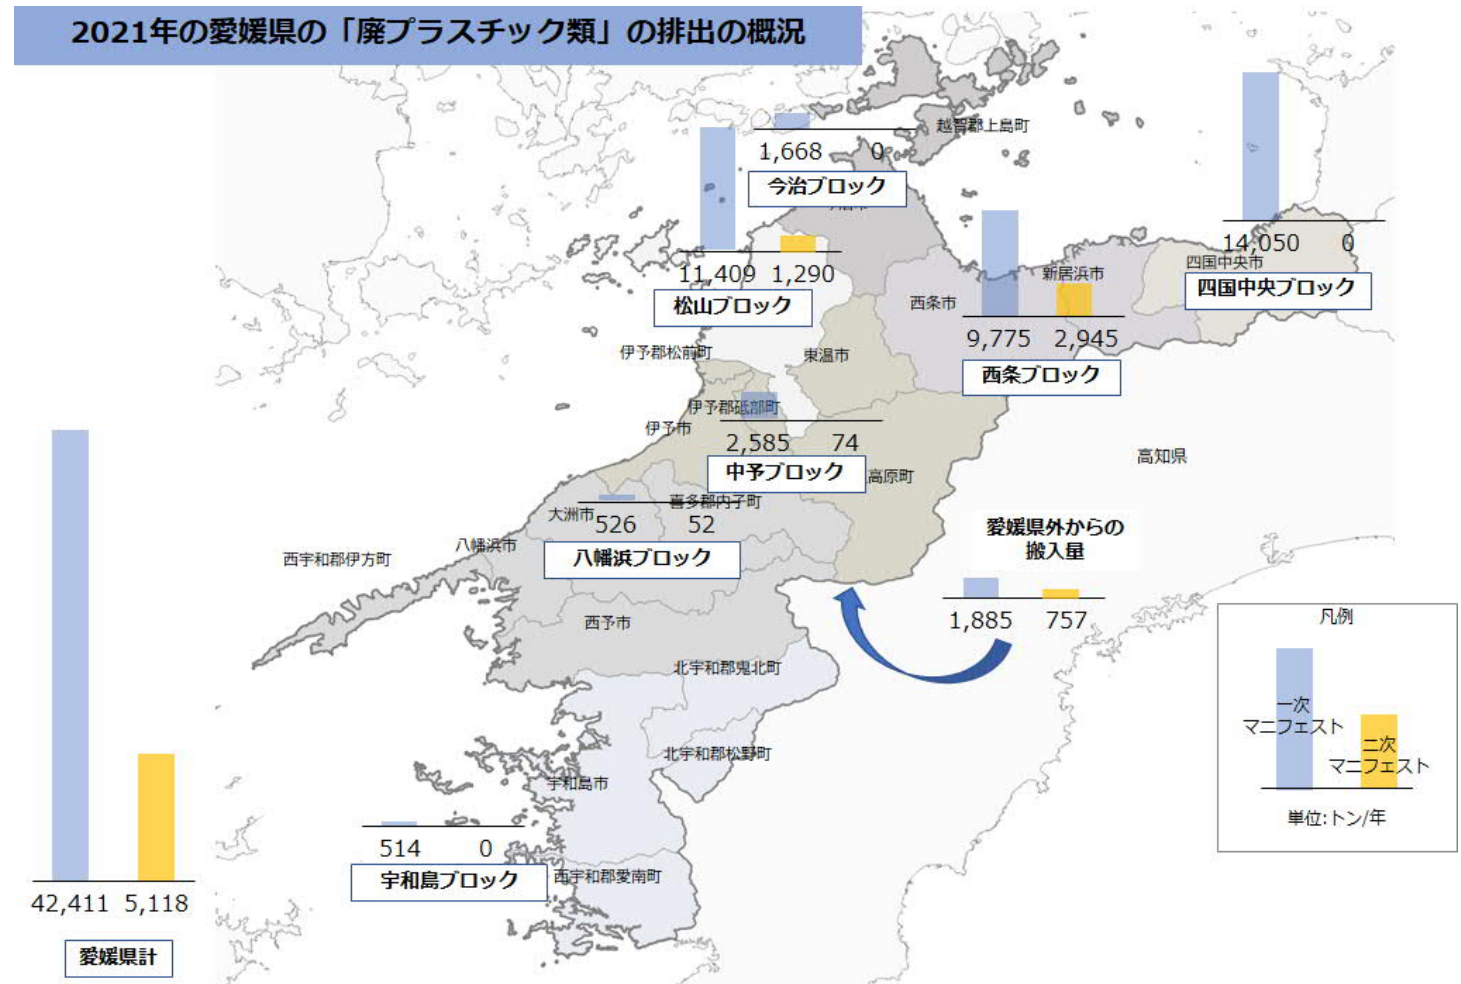 2021年の愛媛県の「廃プラスチック類」の排出の概況
越智郡上島町
1,668 0
今治ブロック
14,050 0
四国中央市
四国中央ブロック
11,409 1,290
松山ブロック
新居浜市
西条市
9,775 2,945
西条ブロック
伊予郡松前町
東温市
伊予郡砥部町
伊予市
2,585 74
中予ブロック
高原町
高知県
喜多郡内子町
大洲市
526 52
八幡浜ブロック
八幡浜市
西宇和郡伊方町
愛媛県外からの
搬入量
1,885 757
西予市
北宇和郡鬼北町
北宇和郡松野町
宇和島市
514 0
宇和島ブロック
西宇和郡愛南町
42,411 5,118
愛媛県計
凡例
一次
マニフェスト
二次
マニフェスト
単位:トン/年